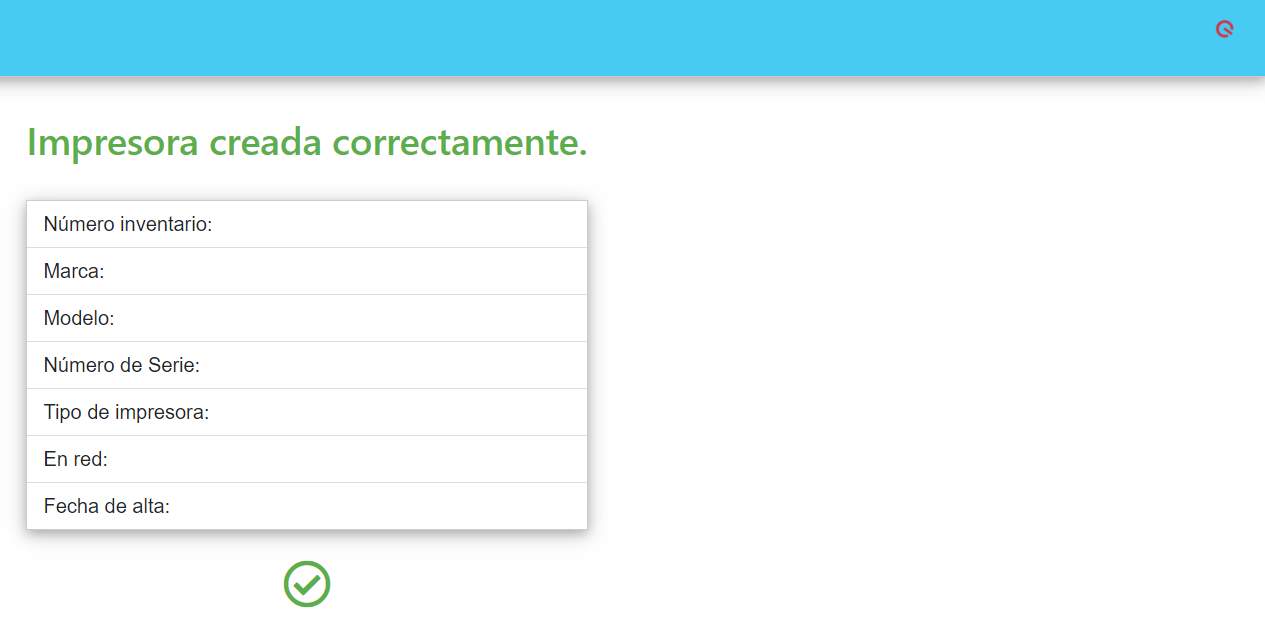 Impresora creada correctamente.
Número inventario:
Marca:
Modelo:
Número de Serie:
Tipo de impresora:
En red:
Fecha de alta: